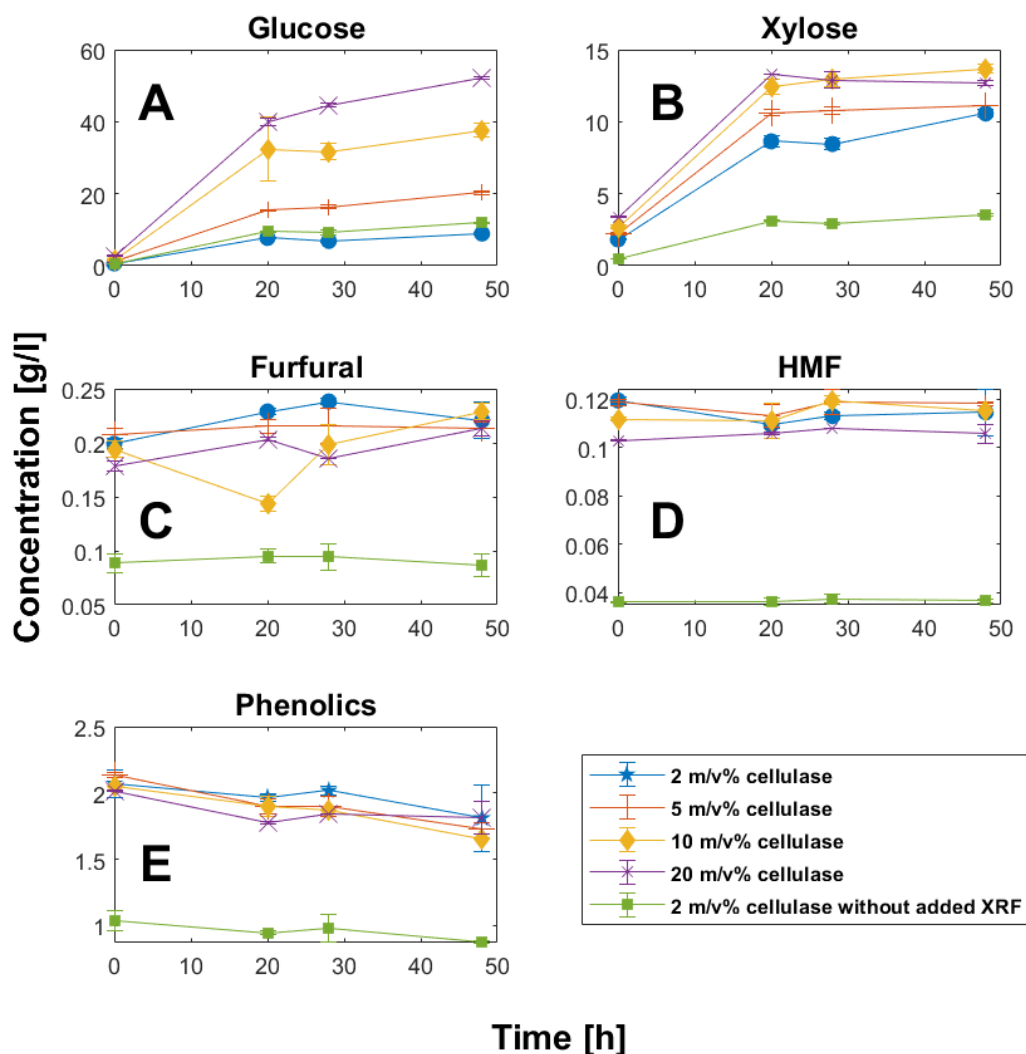 Glucose
60
40
20
0
A
0 10 20 30 40 50
Xylose
15
10
5
0
B
0 10 20 30 40 50
Concentration [g/l]
Furfural
0.25
0.2
0.15
0.1
0.05
C
0 10 20 30 40 50
HMF
0.12
0.1
0.08
0.06
0.04
D
0 10 20 30 40 50
Phenolics
2.5
2
1.5
1
E
0 10 20 30 40 50
2 m/v% cellulase
5 m/v% cellulase
10 m/v% cellulase
20 m/v% cellulase
2 m/v% cellulase without added XRF
Time [h]